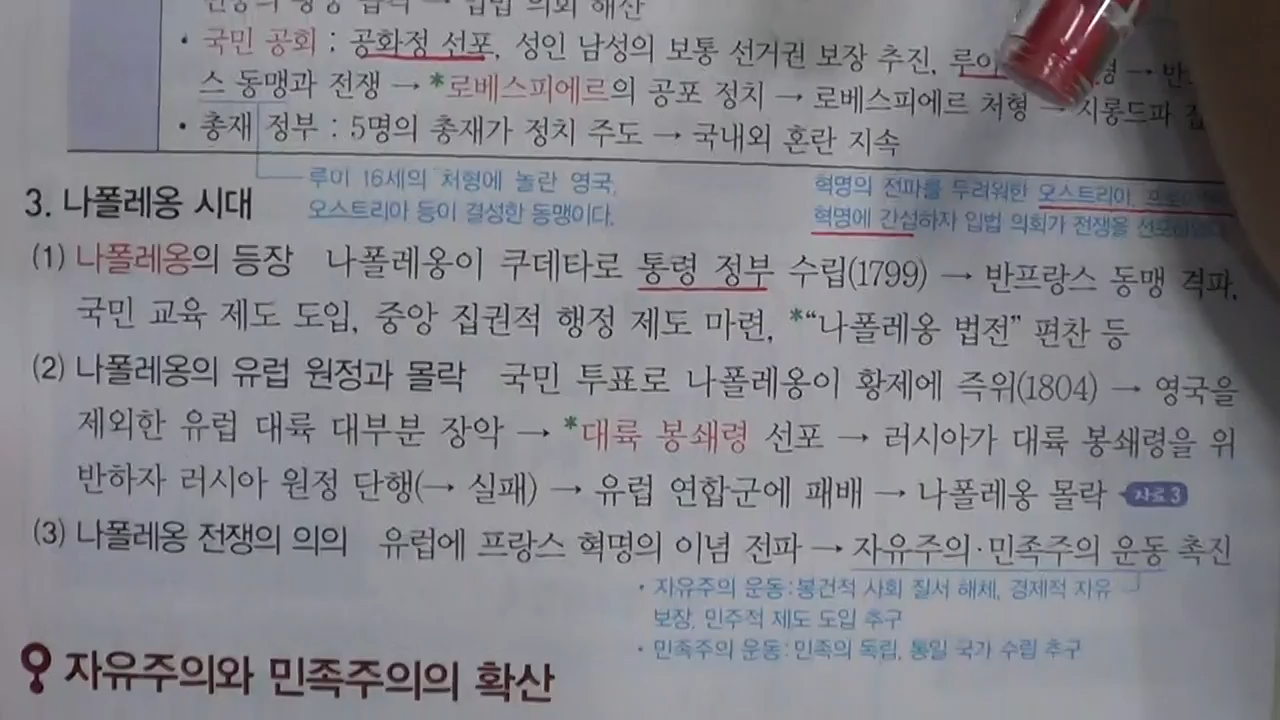 입법 의회 해산
· 국민 공회 : 공화정 선포, 성인 남성의 보통 선거권 보장 추진, 루이 → 반
스 동맹과 전쟁 → *로베스피에르의 공포 정치 → 로베스피에르 처형 → 지롱드파 집
· 총재 정부 : 5명의 총재가 정치 주도 → 국내외 혼란 지속
루이 16세의 처형에 놀란 영국,
오스트리아 등이 결성한 동맹이다.
혁명의 전파를 두려워한 오스트리아,
혁명에 간섭하자 입법 의회가 전쟁을
3. 나폴레옹 시대
(1) 나폴레옹의 등장 나폴레옹이 쿠데타로 통령 정부 수립(1799) → 반프랑스 동맹 격파,
국민 교육 제도 도입, 중앙 집권적 행정 제도 마련, *“나폴레옹 법전” 편찬 등
(2) 나폴레옹의 유럽 원정과 몰락 국민 투표로 나폴레옹이 황제에 즉위(1804) → 영국을
제외한 유럽 대륙 대부분 장악 → *대륙 봉쇄령 선포 → 러시아가 대륙 봉쇄령을 위
반하자 러시아 원정 단행(→ 실패) → 유럽 연합군에 패배 → 나폴레옹 몰락 자료 3
(3) 나폴레옹 전쟁의 의의 유럽에 프랑스 혁명의 이념 전파 → 자유주의·민족주의 운동 촉진
· 자유주의 운동 : 봉건적 사회 질서 해체, 경제적 자유
보장, 민주적 제도 도입 추구
· 민족주의 운동 : 민족의 독립, 통일 국가 수립 추구
자유주의와 민족주의의 확산